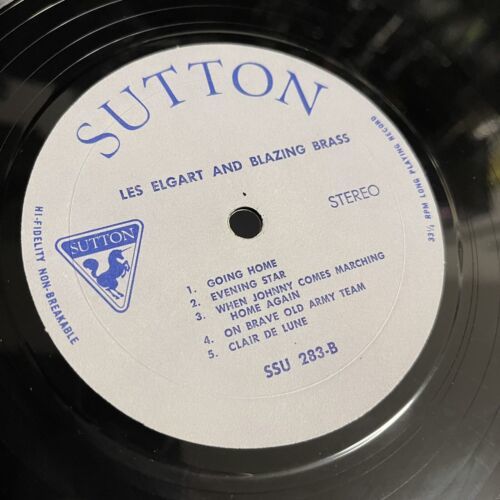 SUTTON
LES ELGART AND BLAZING BRASS
STEREO
33⅓ RPM LONG PLAYING RECORD
HI-FIDELITY NON-BREAKABLE
SUTTON
1. GOING HOME
2. EVENING STAR
3. WHEN JOHNNY COMES MARCHING
HOME AGAIN
4. ON BRAVE OLD ARMY TEAM
5. CLAIR DE LUNE
SSU 283-B